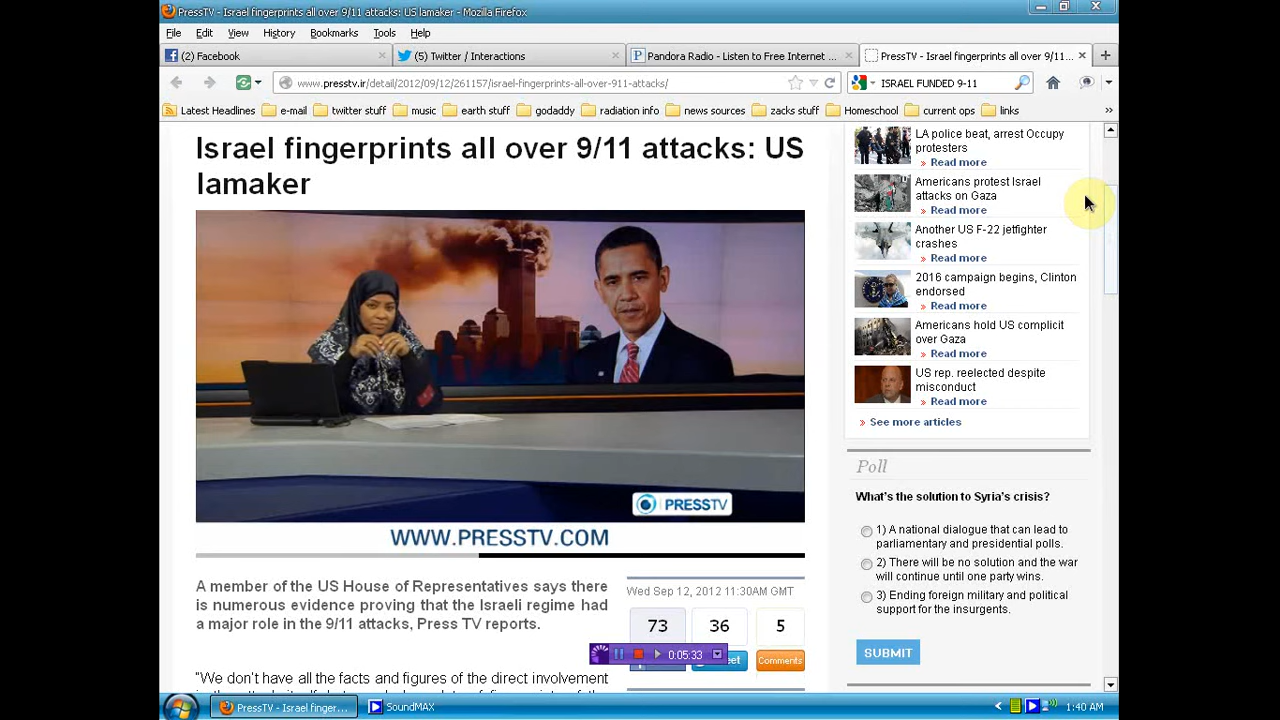 PressTV - Israel fingerprints all over 9/11 attacks: US lamaker - Mozilla Firefox
File Edit View History Bookmarks Tools Help
(2) Facebook
(5) Twitter / Interactions
Pandora Radio - Listen to Free Internet ...
PressTV - Israel fingerprints all over 9/11...
www.presstv.ir/detail/2012/09/12/261157/israel-fingerprints-all-over-911-attacks/
ISRAEL FUNDED 9-11
Latest Headlines e-mail twitter stuff music earth stuff godaddy radiation info news sources zacks stuff Homeschool current ops links
Israel fingerprints all over 9/11 attacks: US
lamaker
PRESSTV
WWW.PRESSTV.COM
A member of the US House of Representatives says there
is numerous evidence proving that the Israeli regime had
a major role in the 9/11 attacks, Press TV reports.
"We don't have all the facts and figures of the direct involvement
Wed Sep 12, 2012 11:30AM GMT
73 36 5
Comments
0:05:33
LA police beat, arrest Occupy
protesters
Read more
Americans protest Israel
attacks on Gaza
Read more
Another US F-22 jetfighter
crashes
Read more
2016 campaign begins, Clinton
endorsed
Read more
Americans hold US complicit
over Gaza
Read more
US rep. reelected despite
misconduct
Read more
See more articles
Poll
What's the solution to Syria's crisis?
1) A national dialogue that can lead to
parliamentary and presidential polls.
2) There will be no solution and the war
will continue until one party wins.
3) Ending foreign military and political
support for the insurgents.
SUBMIT
PressTV - Israel finger...
SoundMAX
1:40 AM